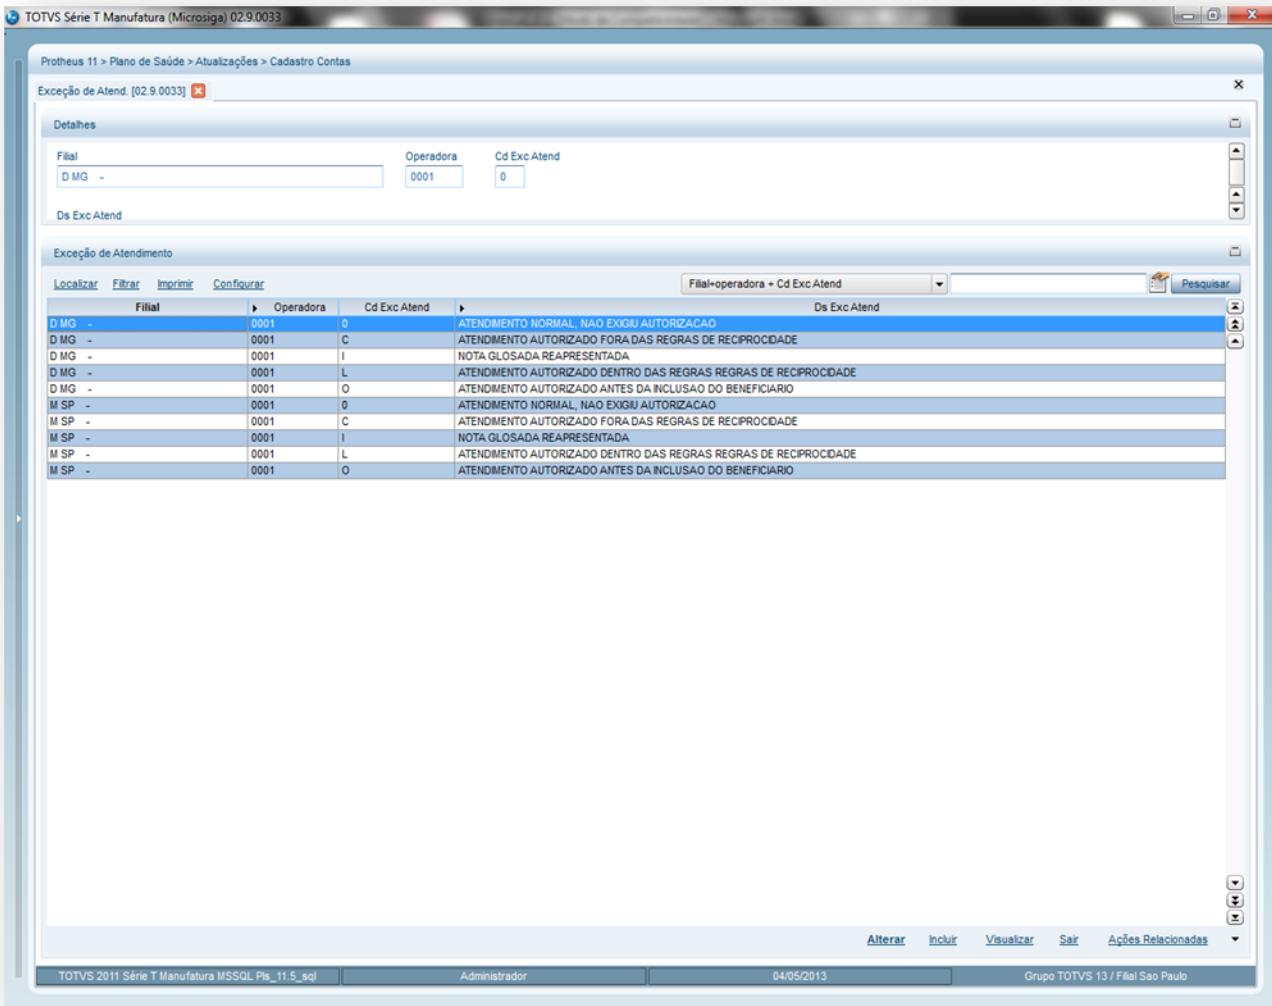 TOTVS Série T Manufatura (Microsiga) 02.9.0033
Protheus 11 > Plano de Saúde > Atualizações > Cadastro Contas
Exceção de Atend. [02.9.0033]
Detalhes
Filial Operadora Cd Exc Atend
D MG - 0001 0
Ds Exc Atend
Exceção de Atendimento
Localizar Filtrar Imprimir Configurar Filial+operadora + Cd Exc Atend Pesquisar
Filial Operadora Cd Exc Atend Ds Exc Atend
D MG - 0001 0 ATENDIMENTO NORMAL, NAO EXIGIU AUTORIZACAO
D MG - 0001 C ATENDIMENTO AUTORIZADO FORA DAS REGRAS DE RECIPROCIDADE
D MG - 0001 I NOTA GLOSADA REAPRESENTADA
D MG - 0001 L ATENDIMENTO AUTORIZADO DENTRO DAS REGRAS REGRAS DE RECIPROCIDADE
D MG - 0001 O ATENDIMENTO AUTORIZADO ANTES DA INCLUSAO DO BENEFICIARIO
M SP - 0001 0 ATENDIMENTO NORMAL, NAO EXIGIU AUTORIZACAO
M SP - 0001 C ATENDIMENTO AUTORIZADO FORA DAS REGRAS DE RECIPROCIDADE
M SP - 0001 I NOTA GLOSADA REAPRESENTADA
M SP - 0001 L ATENDIMENTO AUTORIZADO DENTRO DAS REGRAS REGRAS DE RECIPROCIDADE
M SP - 0001 O ATENDIMENTO AUTORIZADO ANTES DA INCLUSAO DO BENEFICIARIO
Alterar Incluir Visualizar Sair Ações Relacionadas
TOTVS 2011 Série T Manufatura MSSQL Pls_11.5_sql Administrador 04/05/2013 Grupo TOTVS 13 / Filial Sao Paulo